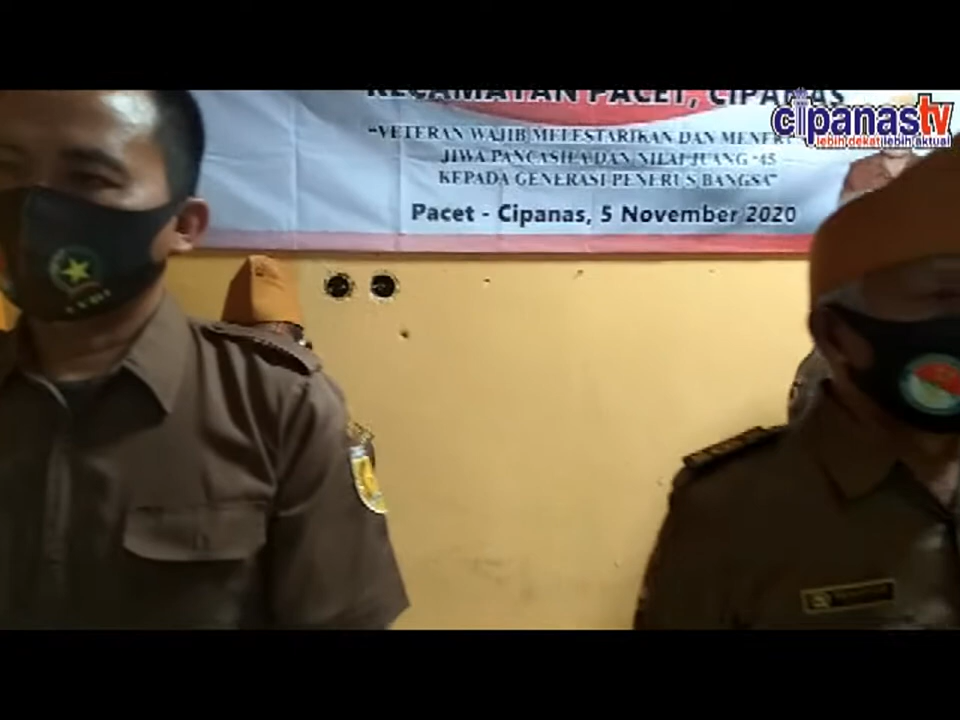 KECAMATAN PACET, CIPANAS
cipanastv
lebih dekat lebih aktual
"VETERAN WAJIB MELESTARIKAN DAN
JIWA PANCASILA DAN NILAI JUANG '45
KEPADA GENERASI PENERUS BANGSA"
Pacet - Cipanas, 5 November 2020